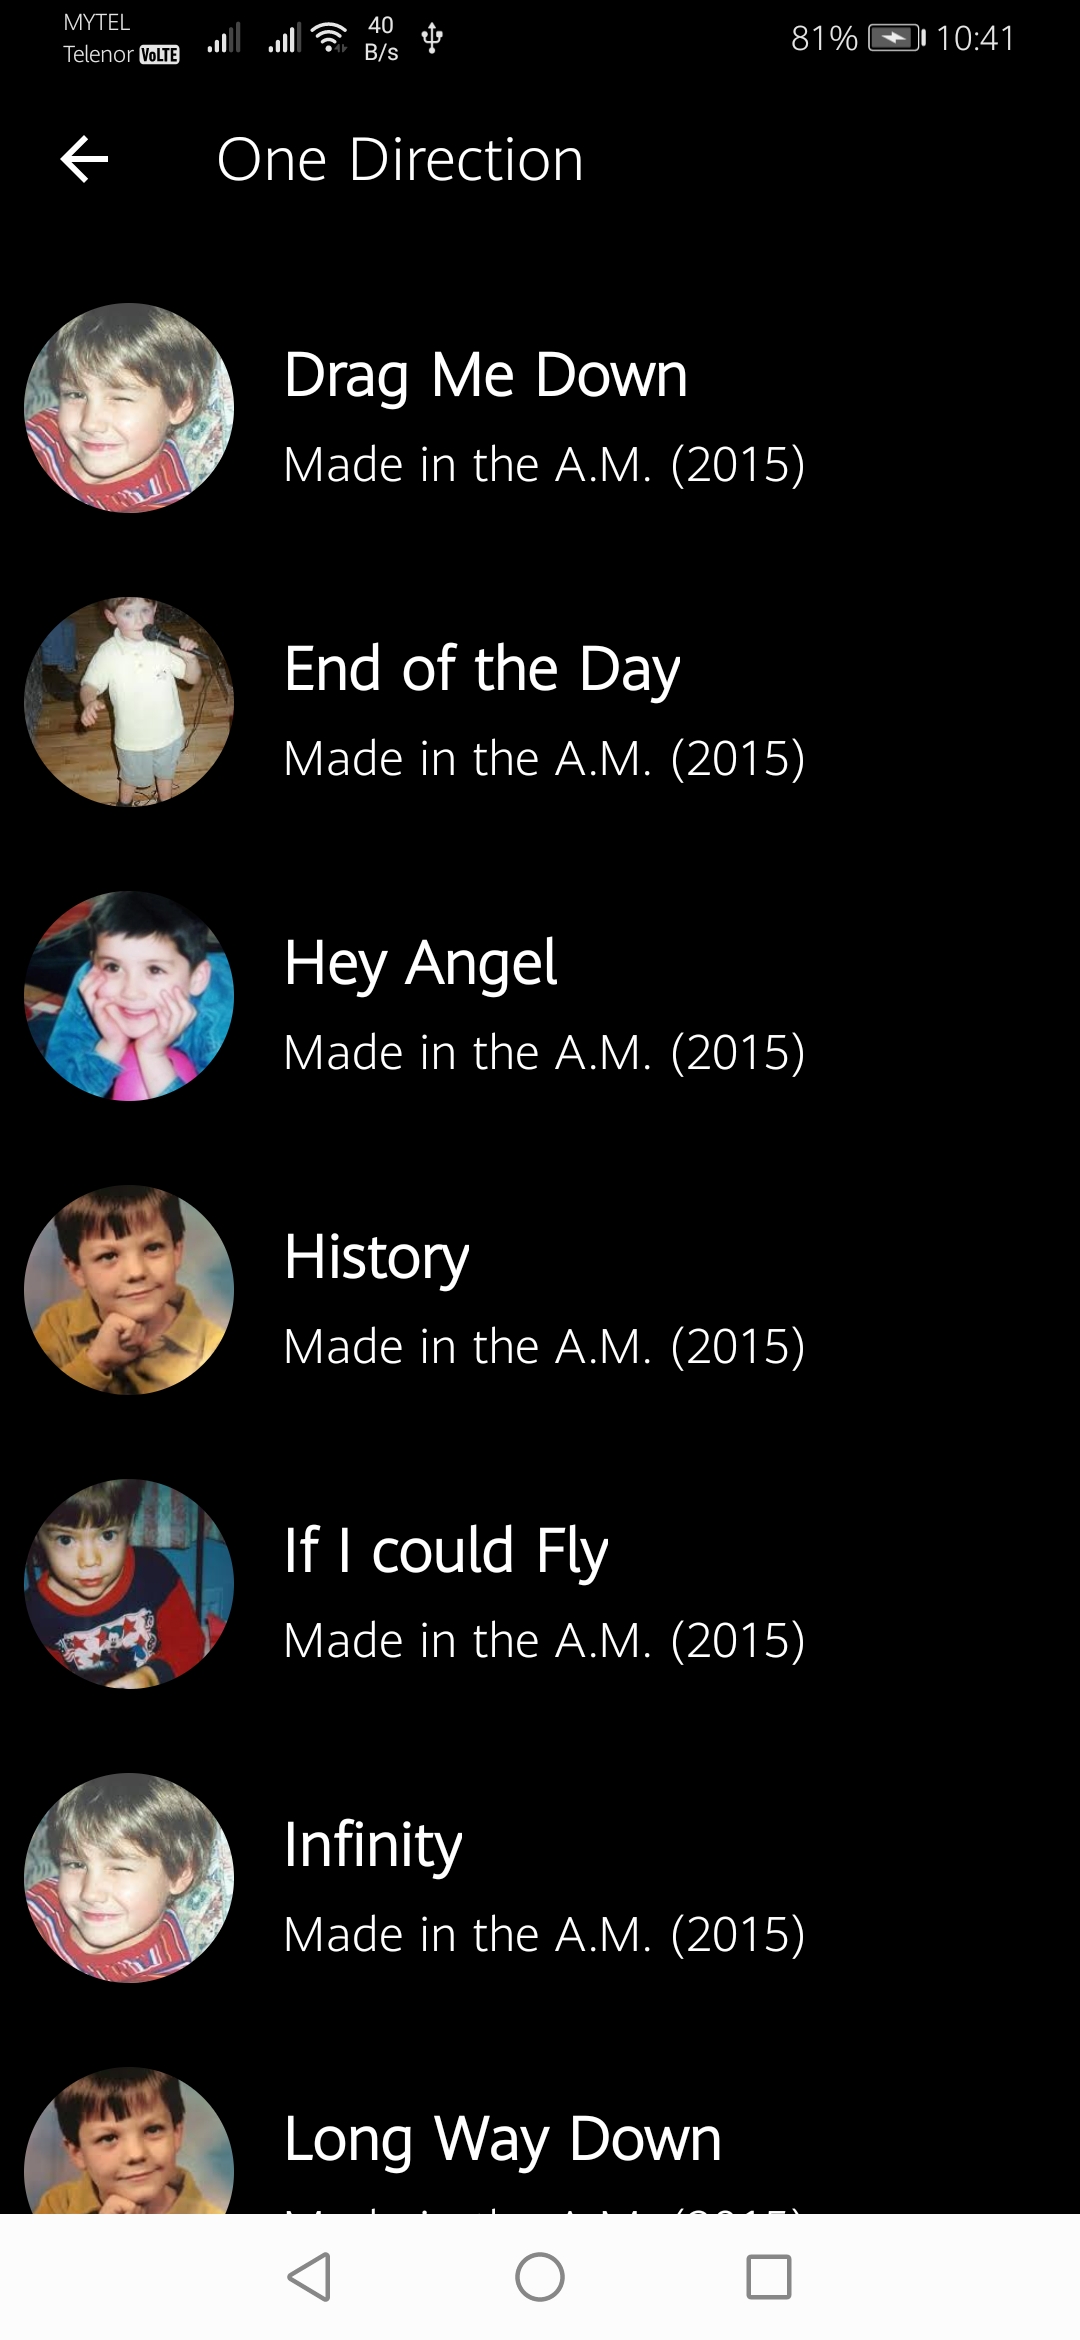 MYTEL
Telenor VoLTE
40
B/s
81%
10:41
One Direction
Drag Me Down
Made in the A.M. (2015)
End of the Day
Made in the A.M. (2015)
Hey Angel
Made in the A.M. (2015)
History
Made in the A.M. (2015)
If I could Fly
Made in the A.M. (2015)
Infinity
Made in the A.M. (2015)
Long Way Down